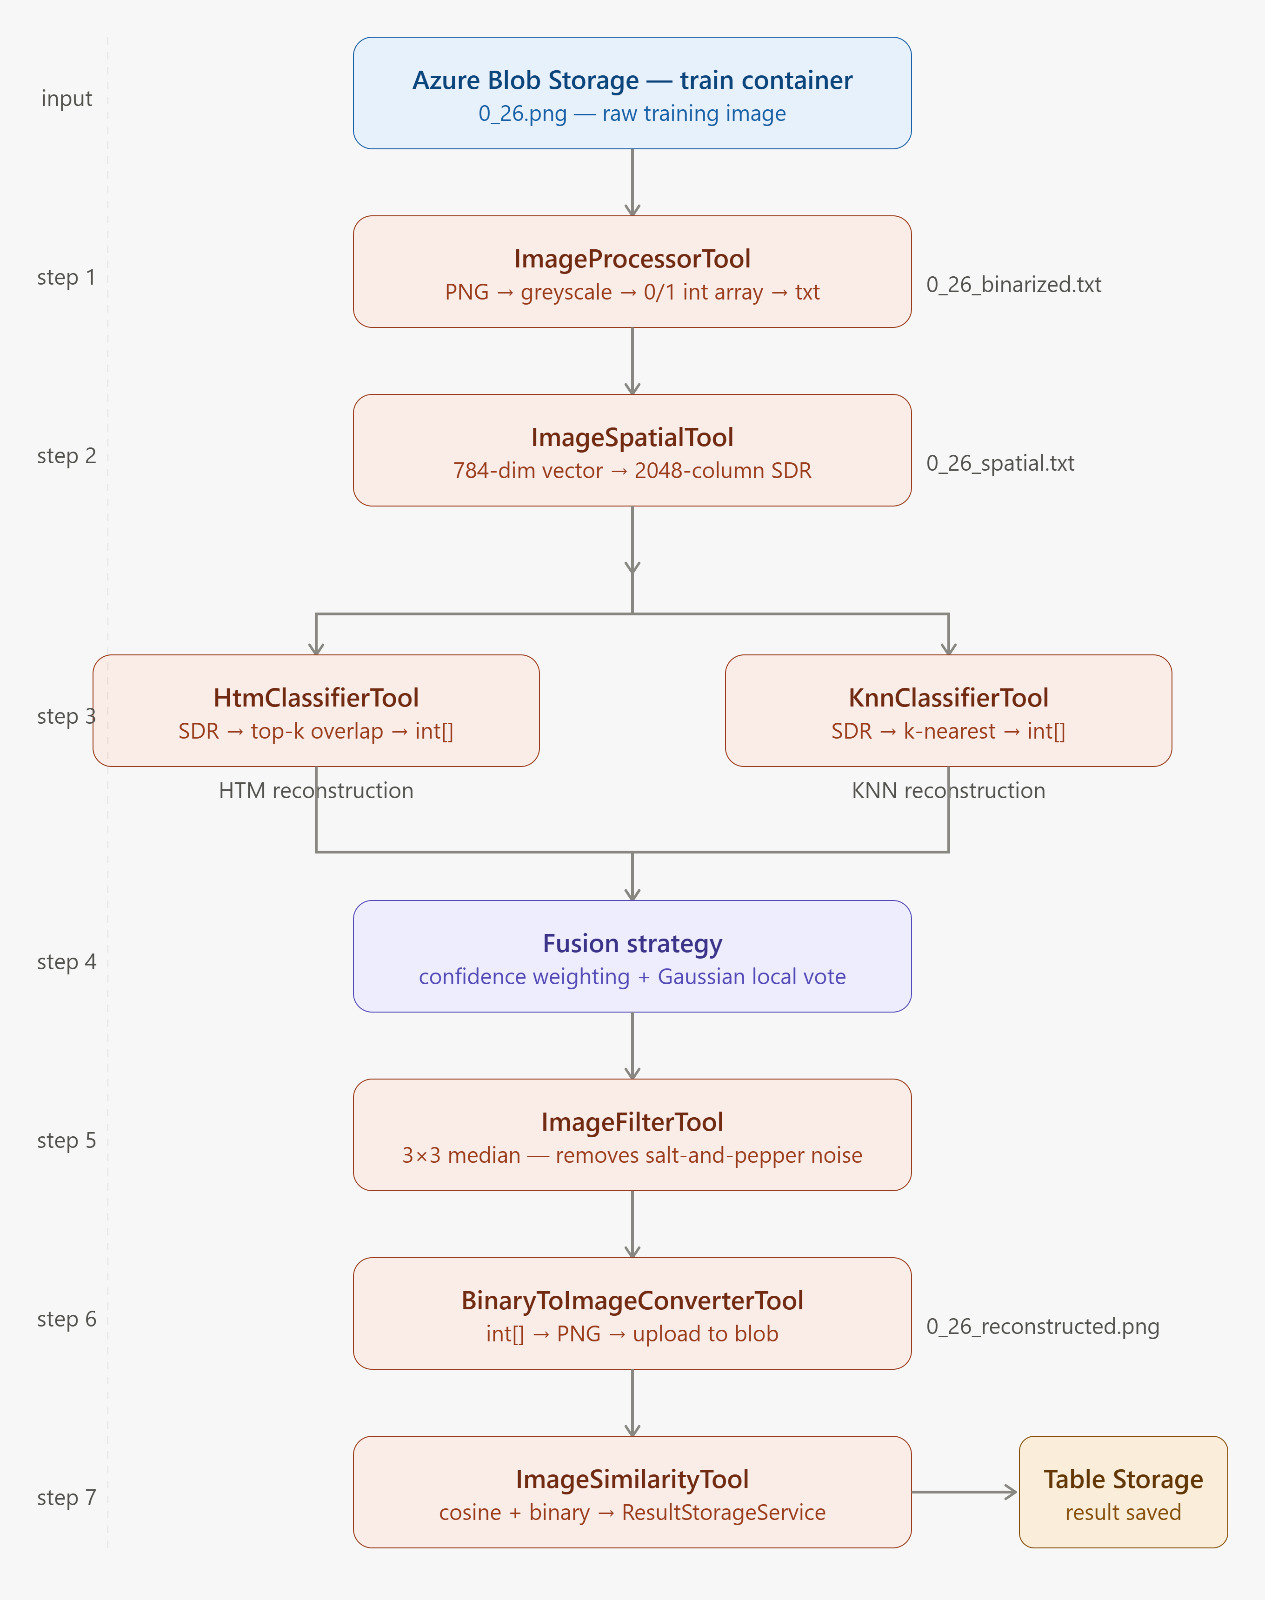 input
Azure Blob Storage — train container
0_26.png — raw training image
step 1
ImageProcessorTool
PNG → greyscale → 0/1 int array → txt
0_26_binarized.txt
step 2
ImageSpatialTool
784-dim vector → 2048-column SDR
0_26_spatial.txt
step 3
HtmClassifierTool
SDR → top-k overlap → int[]
HTM reconstruction
KnnClassifierTool
SDR → k-nearest → int[]
KNN reconstruction
step 4
Fusion strategy
confidence weighting + Gaussian local vote
step 5
ImageFilterTool
3×3 median — removes salt-and-pepper noise
step 6
BinaryToImageConverterTool
int[] → PNG → upload to blob
0_26_reconstructed.png
step 7
ImageSimilarityTool
cosine + binary → ResultStorageService
Table Storage
result saved